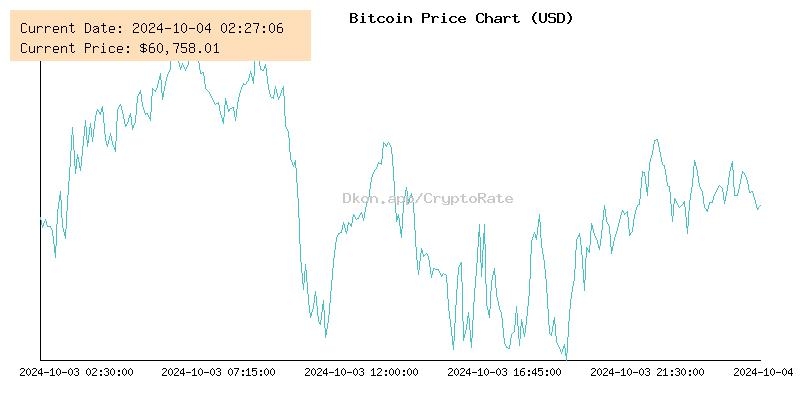 Bitcoin Price Chart (USD)
Current Date: 2024-10-04 02:27:06
Current Price: $60,758.01
Dkon.app/CryptoRate
2024-10-03 02:30:00 2024-10-03 07:15:00 2024-10-03 12:00:00 2024-10-03 16:45:00 2024-10-03 21:30:00 2024-10-04